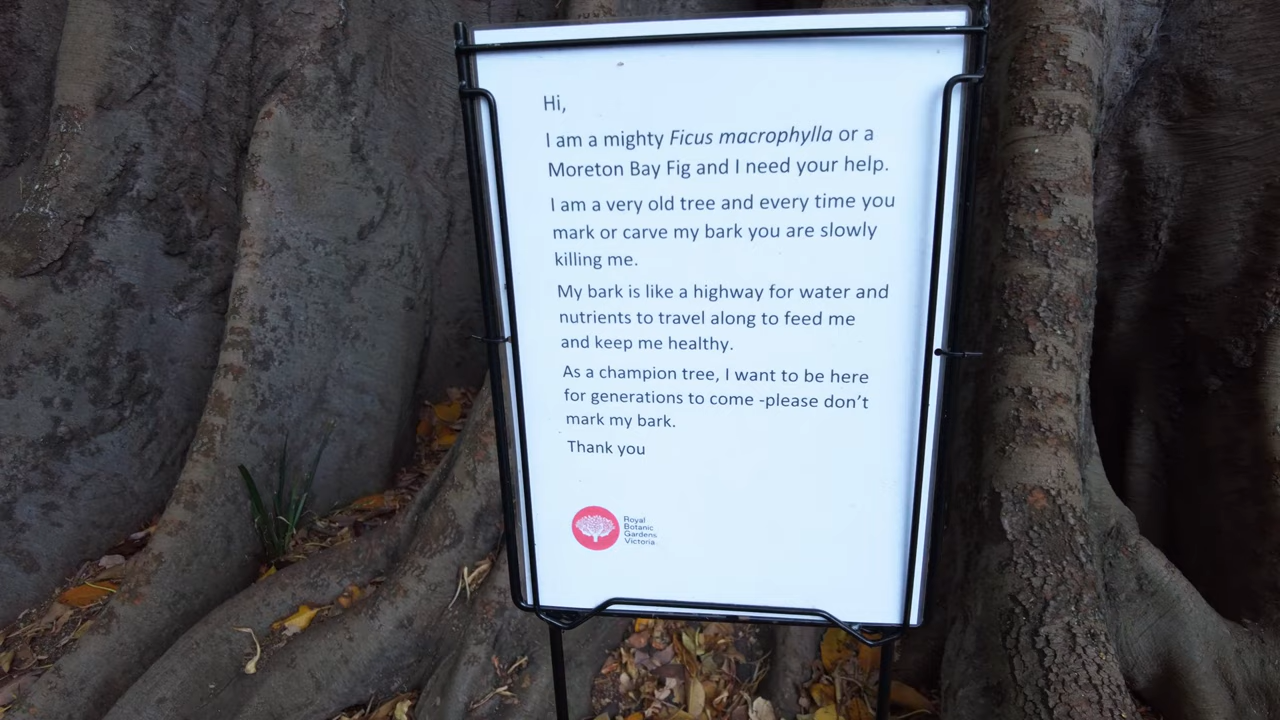 Hi,
I am a mighty Ficus macrophylla or a
Moreton Bay Fig and I need your help.
I am a very old tree and every time you
mark or carve my bark you are slowly
killing me.
My bark is like a highway for water and
nutrients to travel along to feed me
and keep me healthy.
As a champion tree, I want to be here
for generations to come -please don’t
mark my bark.
Thank you
Royal
Botanic
Gardens
Victoria